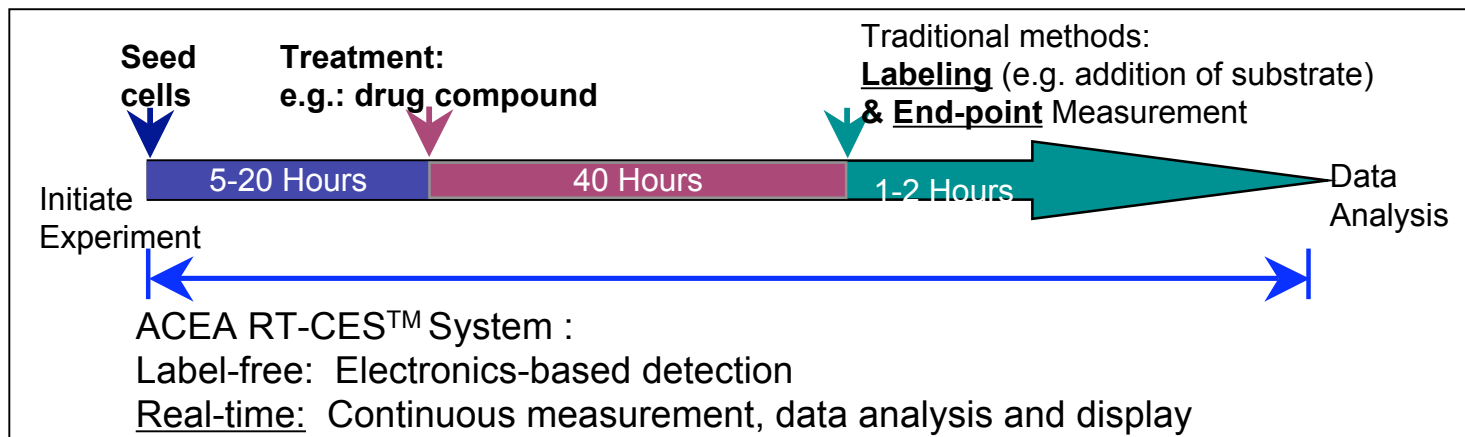 Seed
cells
Treatment:
e.g.: drug compound
Traditional methods:
Labeling (e.g. addition of substrate)
& End-point Measurement
Initiate
Experiment
5-20 Hours
40 Hours
1-2 Hours
Data
Analysis
ACEA RT-CES™ System :
Label-free: Electronics-based detection
Real-time: Continuous measurement, data analysis and display